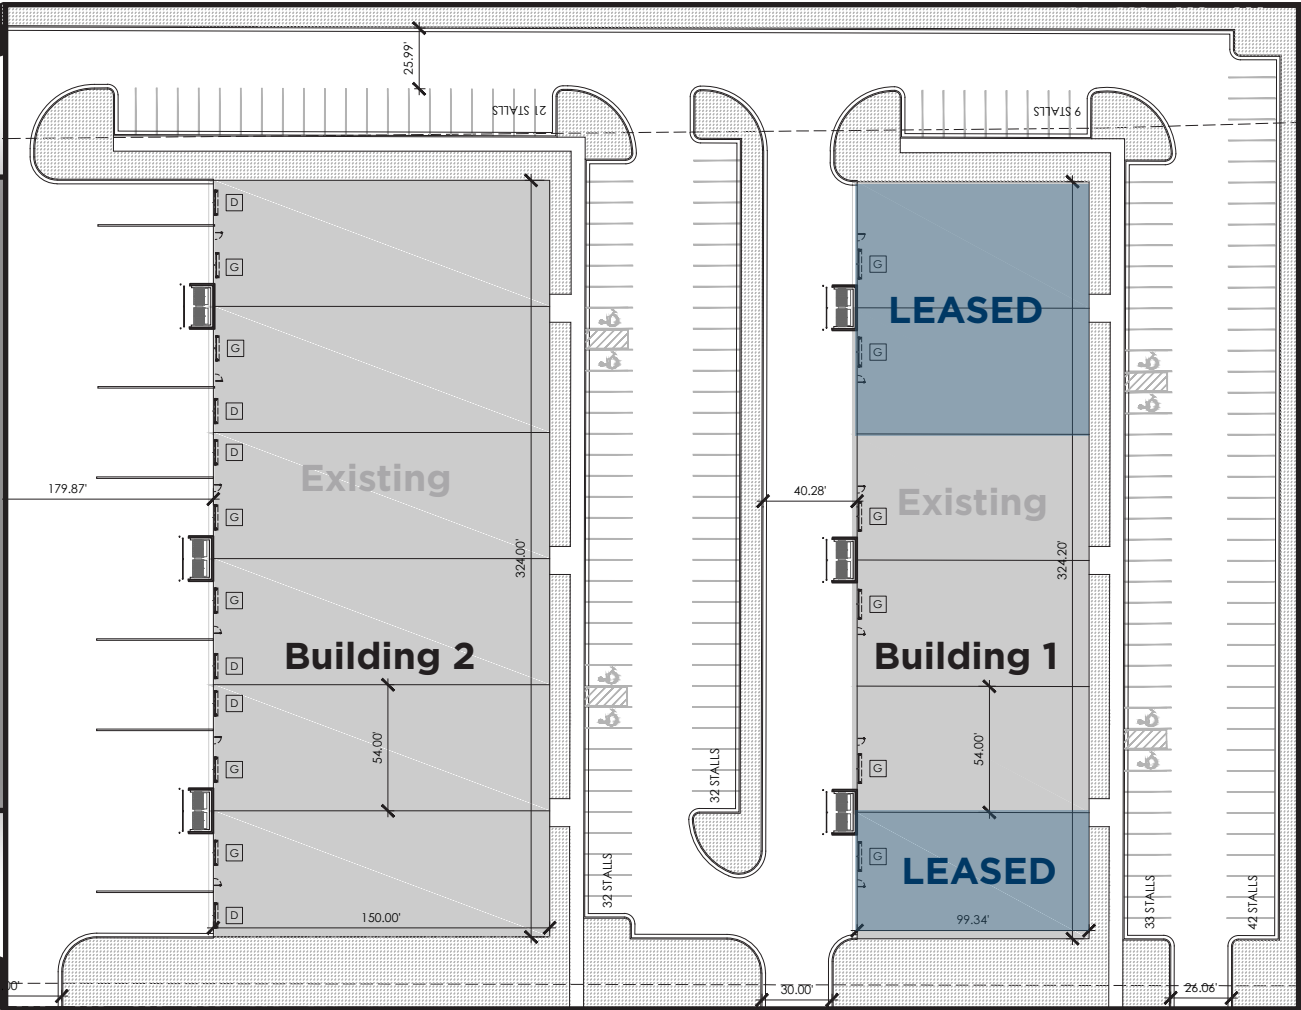 25.99'
21 STALLS
9 STALLS
D
G
G
LEASED
G
G
D
D
Existing
179.87'
40.28'
Existing
G
G
324.00'
324.20'
G
G
Building 2
Building 1
D
D
54.00'
54.00'
32 STALLS
G
G
G
G
LEASED
32 STALLS
33 STALLS
42 STALLS
D
150.00'
99.34'
00'
30.00'
26.06'